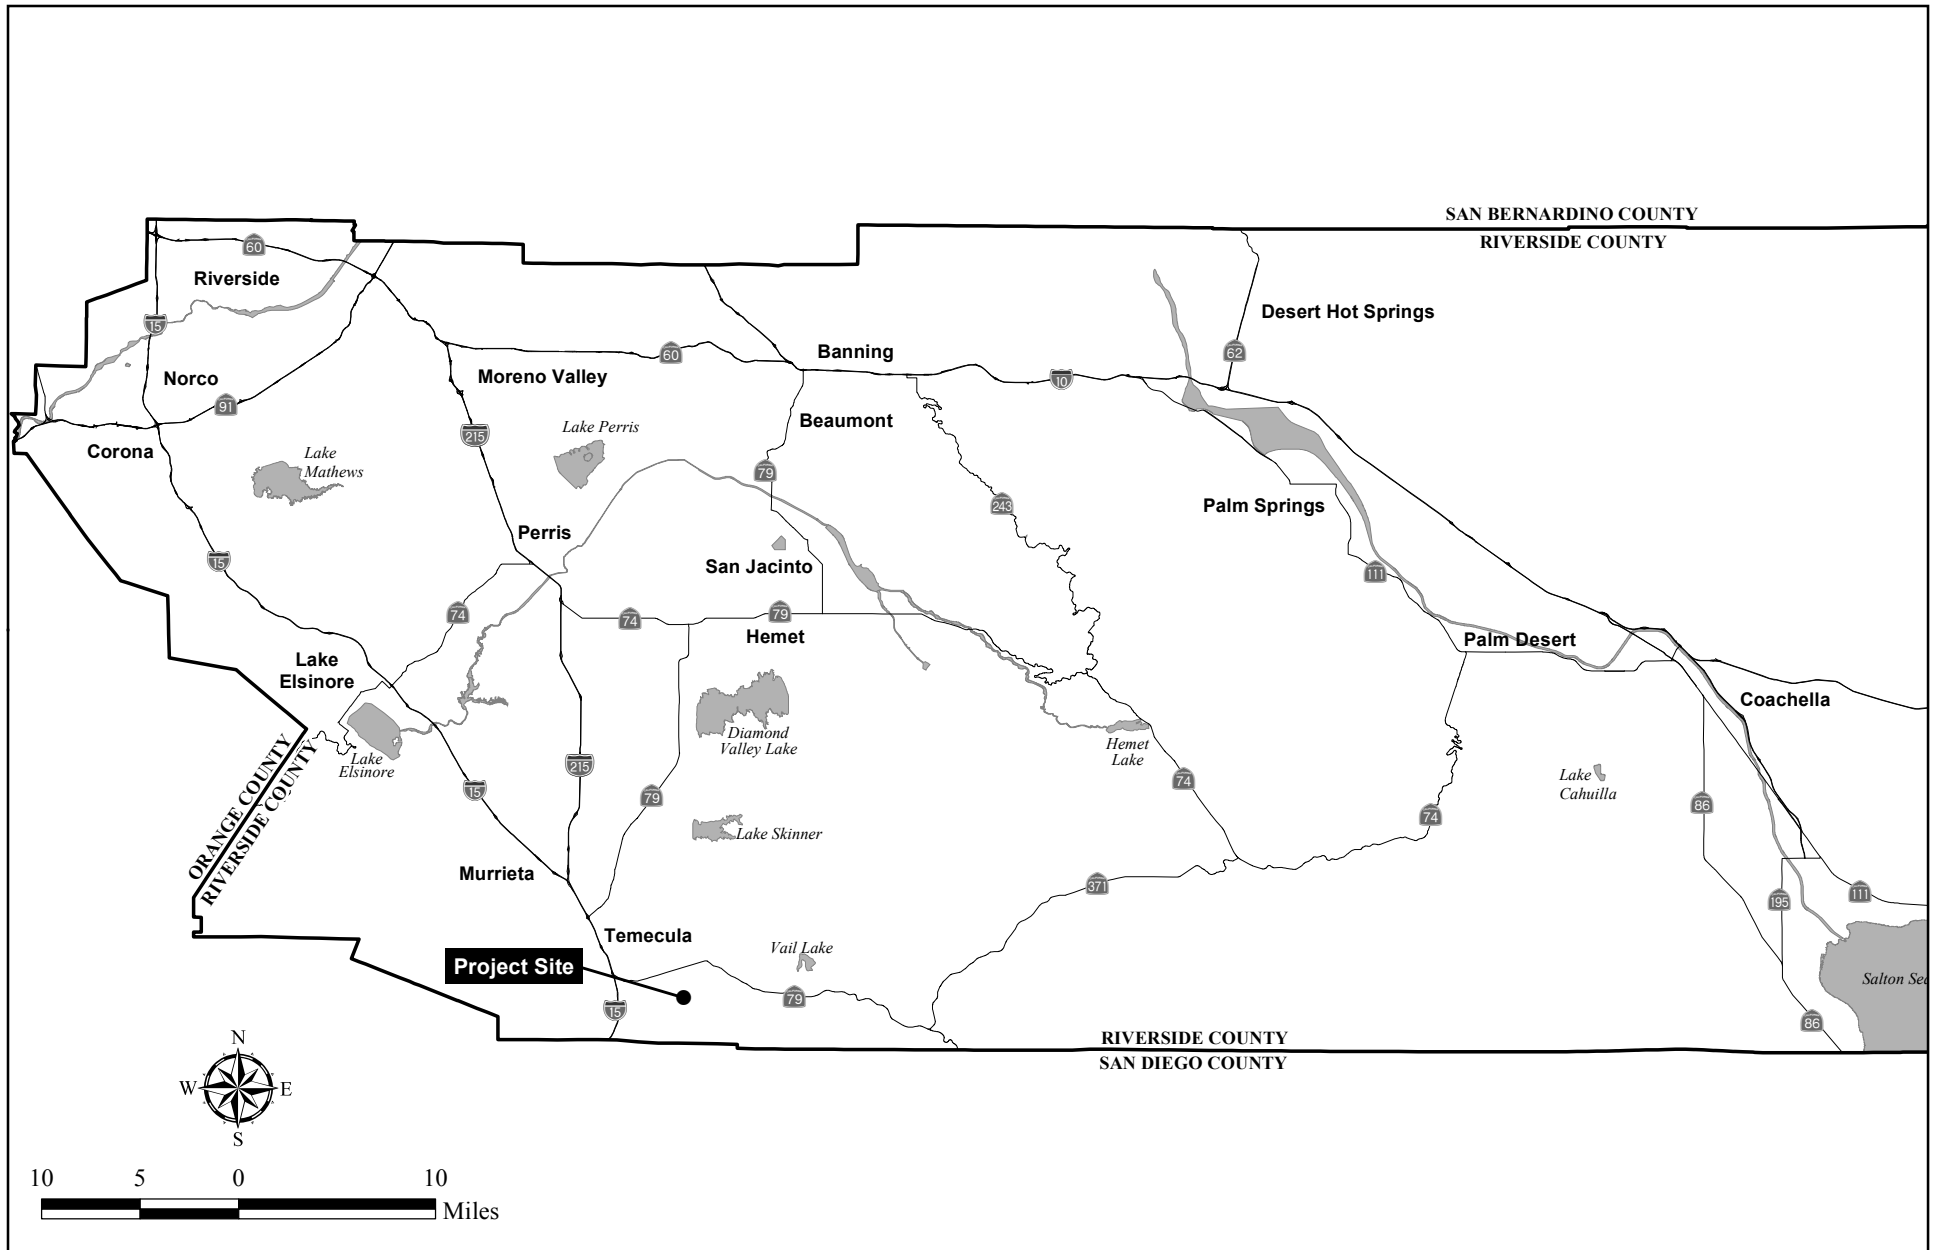 SAN BERNARDINO COUNTY
RIVERSIDE COUNTY
60
Riverside
Desert Hot Springs
15
62
60
Banning
Norco
Moreno Valley
10
91
Beaumont
Lake Perris
215
Corona
Lake
Mathews
79
243
Palm Springs
Perris
15
San Jacinto
111
74
74
79
Hemet
Palm Desert
Lake
Elsinore
Coachella
Diamond
Valley Lake
Hemet
Lake
ORANGE COUNTY
RIVERSIDE COUNTY
Lake
Elsinore
215
15
74
Lake
Cahuilla
79
86
74
Lake Skinner
Murrieta
371
195
111
Temecula
Vail Lake
Project Site
Salton Sea
79
15
86
RIVERSIDE COUNTY
SAN DIEGO COUNTY
N
W
E
S
10 5 0 10
Miles